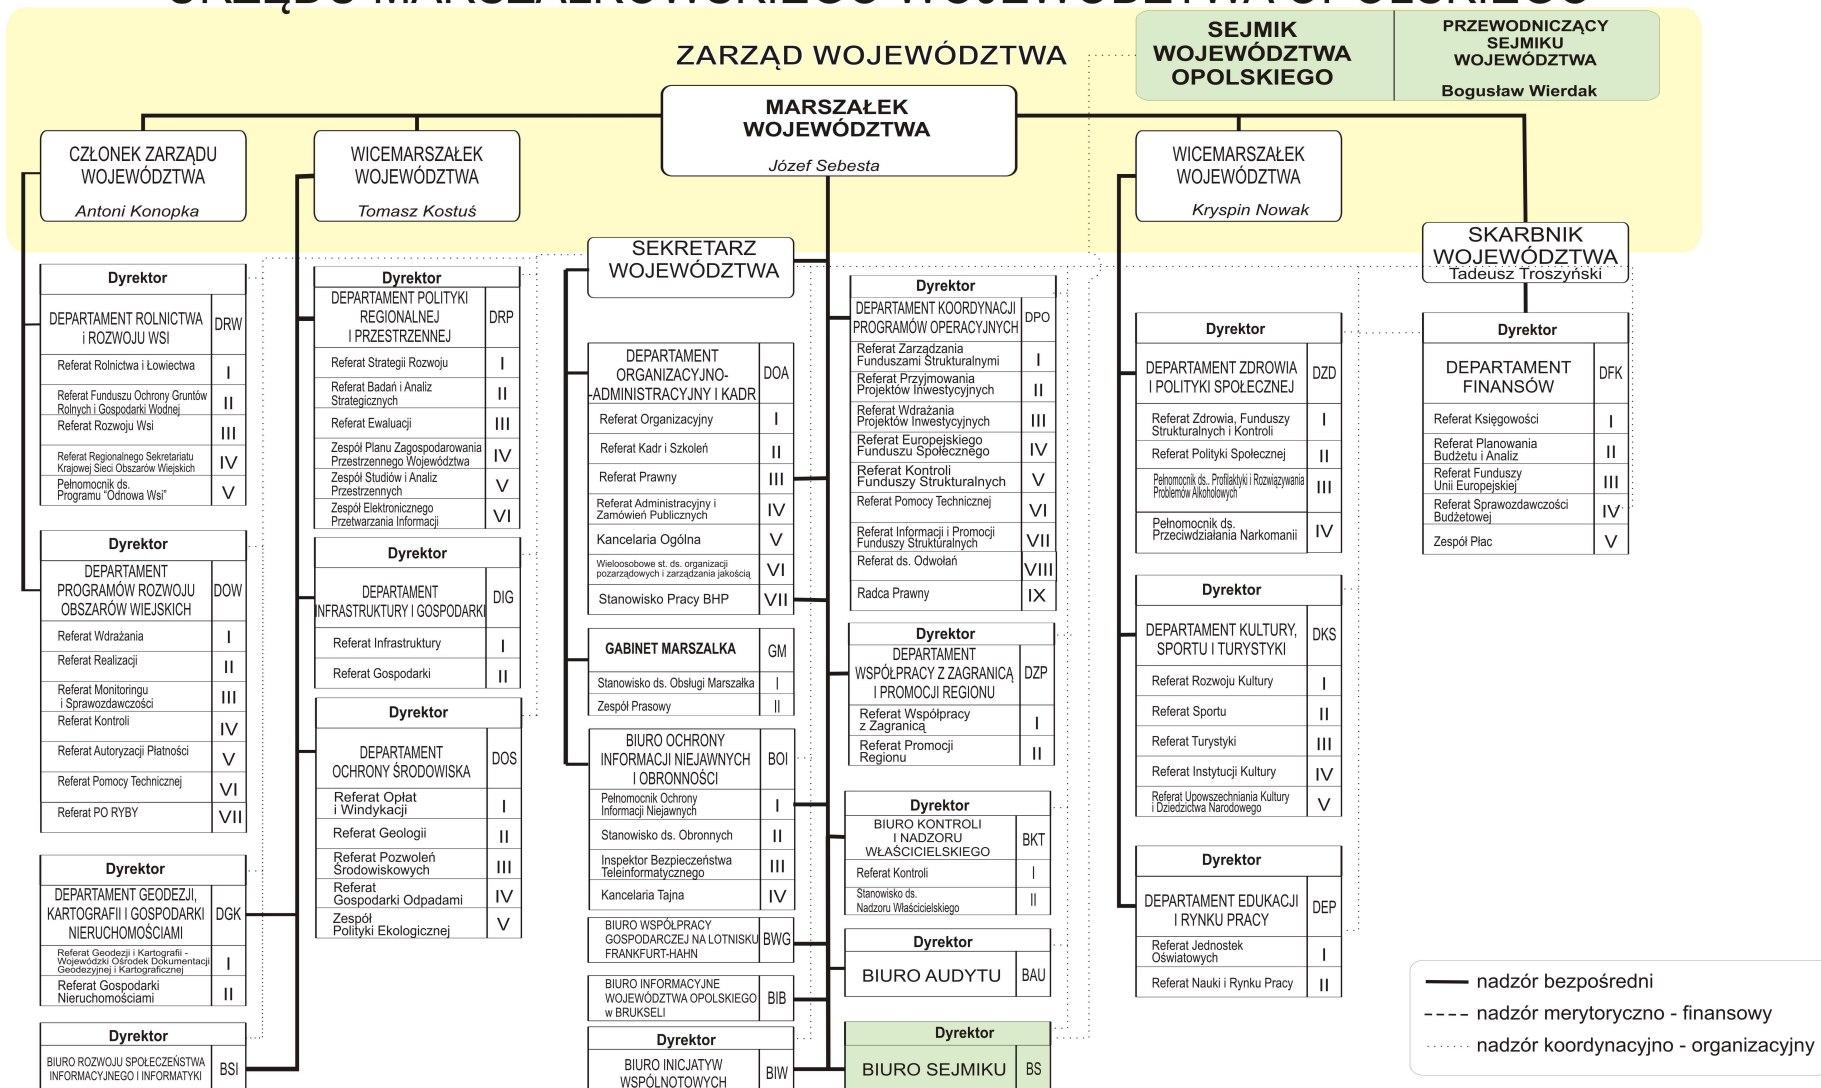 URZĘDU MARSZAŁKOWSKIEGO WOJEWÓDZTWA OPOLSKIEGO
ZARZĄD WOJEWÓDZTWA
SEJMIK
WOJEWÓDZTWA
OPOLSKIEGO
PRZEWODNICZĄCY
SEJMIKU
WOJEWÓDZTWA
Bogusław Wierdak
MARSZAŁEK
WOJEWÓDZTWA
Józef Sebesta
CZŁONEK ZARZĄDU
WOJEWÓDZTWA
Antoni Konopka
WICEMARSZAŁEK
WOJEWÓDZTWA
Tomasz Kostuś
WICEMARSZAŁEK
WOJEWÓDZTWA
Kryspin Nowak
SEKRETARZ
WOJEWÓDZTWA
SKARBNIK
WOJEWÓDZTWA
Tadeusz Troszyński
Dyrektor
DEPARTAMENT ROLNICTWA
i ROZWOJU WSI
DRW
Referat Rolnictwa i Łowiectwa
I
Referat Funduszu Ochrony Gruntów
Rolnych i Gospodarki Wodnej
II
Referat Rozwoju Wsi
III
Referat Regionalnego Sekretariatu
Krajowej Sieci Obszarów Wiejskich
IV
Pełnomocnik ds.
Programu “Odnowa Wsi”
V
Dyrektor
DEPARTAMENT
PROGRAMÓW ROZWOJU
OBSZARÓW WIEJSKICH
DOW
Referat Wdrażania
I
Referat Realizacji
II
Referat Monitoringu
i Sprawozdawczości
III
Referat Kontroli
IV
Referat Autoryzacji Płatności
V
Referat Pomocy Technicznej
VI
Referat PO RYBY
VII
Dyrektor
DEPARTAMENT GEODEZJI,
KARTOGRAFII I GOSPODARKI
NIERUCHOMOŚCIAMI
DGK
Referat Geodezji i Kartografii -
Wojewódzki Ośrodek Dokumentacji
Geodezyjnej i Kartograficznej
I
Referat Gospodarki
Nieruchomościami
II
Dyrektor
BIURO ROZWOJU SPOŁECZEŃSTWA
INFORMACYJNEGO I INFORMATYKI
BSI
Dyrektor
DEPARTAMENT POLITYKI
REGIONALNEJ
I PRZESTRZENNEJ
DRP
Referat Strategii Rozwoju
I
Referat Badań i Analiz
Strategicznych
II
Referat Ewaluacji
III
Zespół Planu Zagospodarowania
Przestrzennego Województwa
IV
Zespół Studiów i Analiz
Przestrzennych
V
Zespół Elektronicznego
Przetwarzania Informacji
VI
Dyrektor
DEPARTAMENT
INFRASTRUKTURY I GOSPODARKI
DIG
Referat Infrastruktury
I
Referat Gospodarki
II
Dyrektor
DEPARTAMENT
OCHRONY ŚRODOWISKA
DOS
Referat Opłat
i Windykacji
I
Referat Geologii
II
Referat Pozwoleń
Środowiskowych
III
Referat
Gospodarki Odpadami
IV
Zespół
Polityki Ekologicznej
V
DEPARTAMENT
ORGANIZACYJNO-
-ADMINISTRACYJNY I KADR
DOA
Referat Organizacyjny
I
Referat Kadr i Szkoleń
II
Referat Prawny
III
Referat Administracyjny i
Zamówień Publicznych
IV
Kancelaria Ogólna
V
Wieloosobowe st. ds. organizacji
pozarządowych i zarządzania jakością
VI
Stanowisko Pracy BHP
VII
GABINET MARSZALKA
GM
Stanowisko ds. Obsługi Marszałka
I
Zespół Prasowy
II
BIURO OCHRONY
INFORMACJI NIEJAWNYCH
I OBRONNOŚCI
BOI
Pełnomocnik Ochrony
Informacji Niejawnych
I
Stanowisko ds. Obronnych
II
Inspektor Bezpieczeństwa
Teleinformatycznego
III
Kancelaria Tajna
IV
BIURO WSPÓŁPRACY
GOSPODARCZEJ NA LOTNISKU
FRANKFURT-HAHN
BWG
BIURO INFORMACYJNE
WOJEWÓDZTWA OPOLSKIEGO
w BRUKSELI
BIB
Dyrektor
BIURO INICJATYW
WSPÓLNOTOWYCH
BIW
Dyrektor
DEPARTAMENT KOORDYNACJI
PROGRAMÓW OPERACYJNYCH
DPO
Referat Zarządzania
Funduszami Strukturalnymi
I
Referat Przyjmowania
Projektów Inwestycyjnych
II
Referat Wdrażania
Projektów Inwestycyjnych
III
Referat Europejskiego
Funduszu Społecznego
IV
Referat Kontroli
Funduszy Strukturalnych
V
Referat Pomocy Technicznej
VI
Referat Informacji i Promocji
Funduszy Strukturalnych
VII
Referat ds. Odwołań
VIII
Radca Prawny
IX
Dyrektor
DEPARTAMENT
WSPÓŁPRACY Z ZAGRANICĄ
I PROMOCJI REGIONU
DZP
Referat Współpracy
z Zagranicą
I
Referat Promocji
Regionu
II
Dyrektor
BIURO KONTROLI
I NADZORU
WŁAŚCICIELSKIEGO
BKT
Referat Kontroli
I
Stanowisko ds.
Nadzoru Właścicielskiego
II
Dyrektor
BIURO AUDYTU
BAU
Dyrektor
BIURO SEJMIKU
BS
Dyrektor
DEPARTAMENT ZDROWIA
I POLITYKI SPOŁECZNEJ
DZD
Referat Zdrowia, Funduszy
Strukturalnych i Kontroli
I
Referat Polityki Społecznej
II
Pełnomocnik ds.. Profilaktyki i Rozwiązywania
Problemów Alkoholowych
III
Pełnomocnik ds.
Przeciwdziałania Narkomanii
IV
Dyrektor
DEPARTAMENT KULTURY,
SPORTU I TURYSTYKI
DKS
Referat Rozwoju Kultury
I
Referat Sportu
II
Referat Turystyki
III
Referat Instytucji Kultury
IV
Referat Upowszechniania Kultury
i Dziedzictwa Narodowego
V
Dyrektor
DEPARTAMENT EDUKACJI
I RYNKU PRACY
DEP
Referat Jednostek
Oświatowych
I
Referat Nauki i Rynku Pracy
II
Dyrektor
DEPARTAMENT
FINANSÓW
DFK
Referat Księgowości
I
Referat Planowania
Budżetu i Analiz
II
Referat Funduszy
Unii Europejskiej
III
Referat Sprawozdawczości
Budżetowej
IV
Zespół Płac
V
nadzór bezpośredni
nadzór merytoryczno - finansowy
nadzór koordynacyjno - organizacyjny